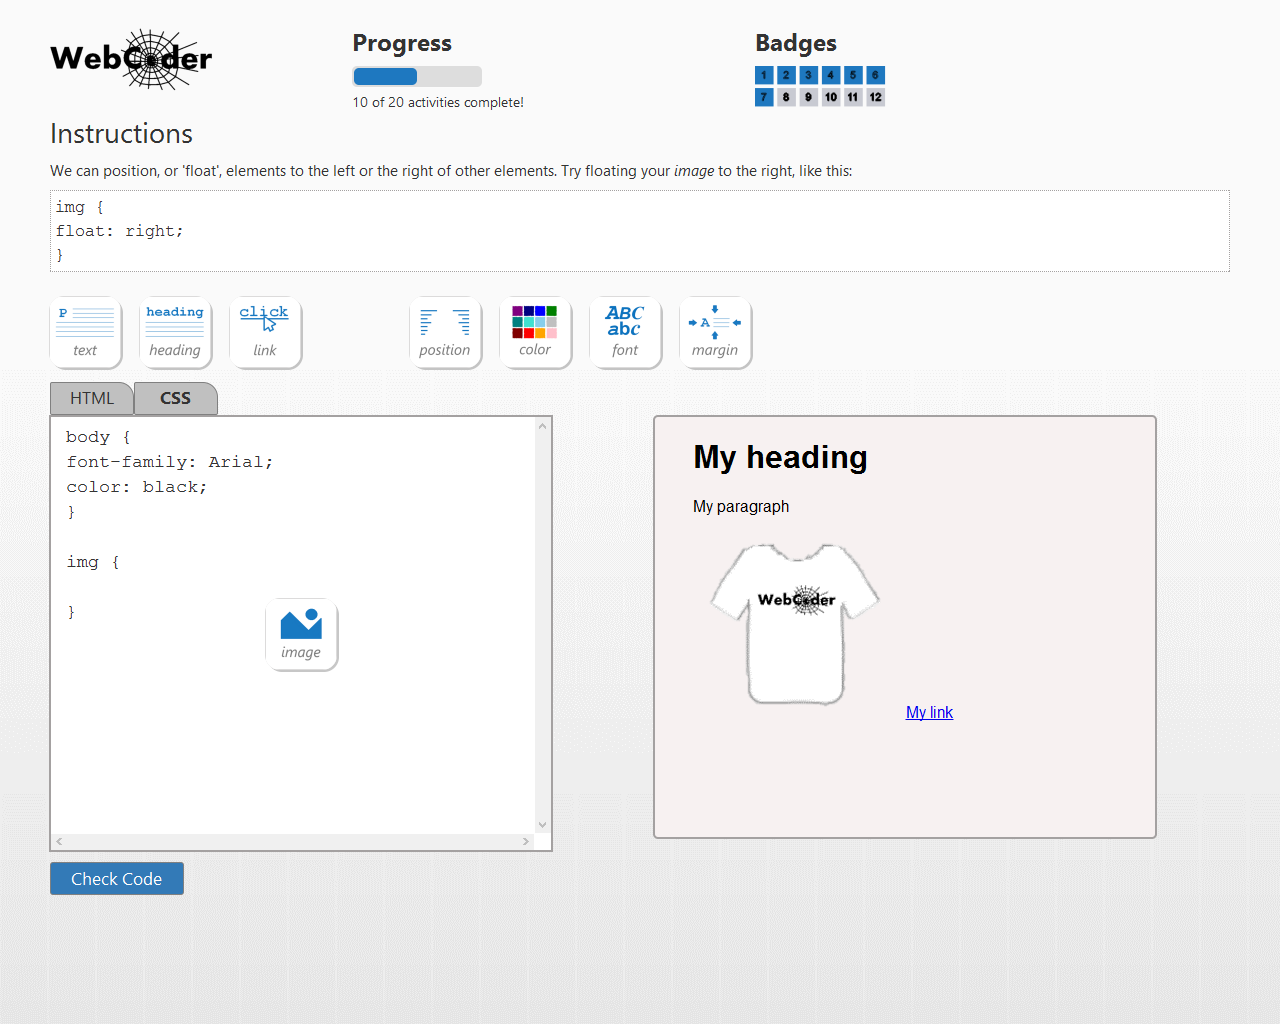 WebCoder
Progress
10 of 20 activities complete!
Badges
1 2 3 4 5 6
7 8 9 10 11 12
Instructions
We can position, or 'float', elements to the left or the right of other elements. Try floating your image to the right, like this:
img {
float: right;
}
P
text
heading
heading
click
link
position
color
ABC
abc
font
A
margin
HTML CSS
body {
font-family: Arial;
color: black;
}
img {
}
image
My heading
My paragraph
WebCoder
My link
Check Code